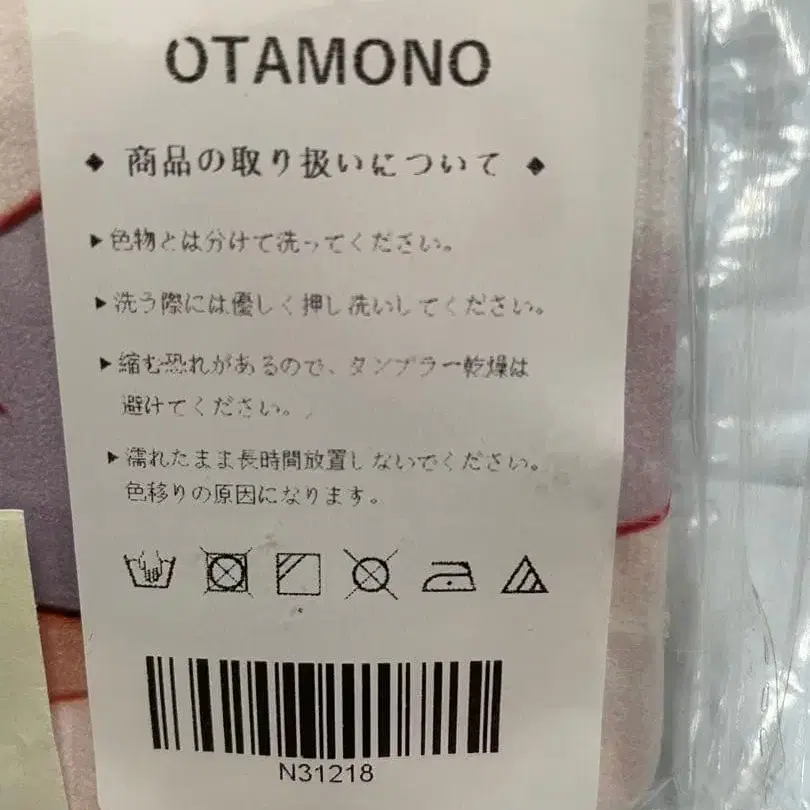 OTAMONO
◆ 商品の取り扱いについて ◆
▶色物とは分けて洗ってください。
▶洗う際には優しく押し洗いしてください。
▶縮む恐れがあるので、タンブラー乾燥は
避けてください。
▶濡れたまま長時間放置しないでください。
色移りの原因になります。
N31218